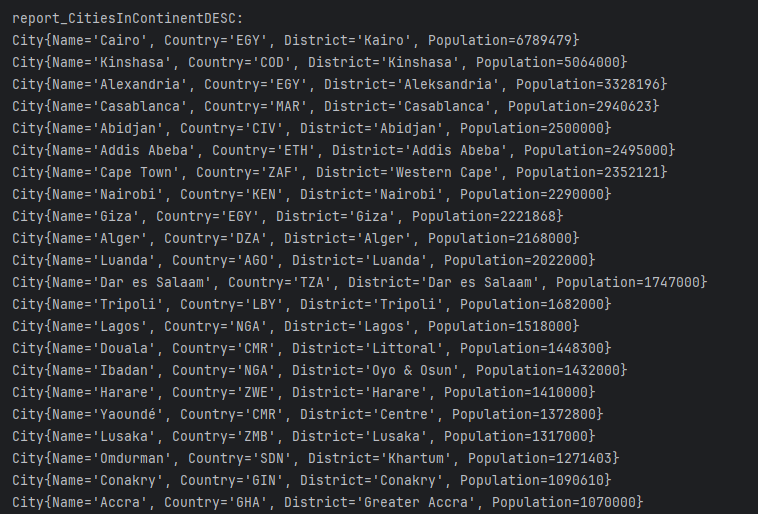 report_CitiesInContinentDESC:
City{Name='Cairo', Country='EGY', District='Kairo', Population=6789479}
City{Name='Kinshasa', Country='COD', District='Kinshasa', Population=5064000}
City{Name='Alexandria', Country='EGY', District='Aleksandria', Population=3328196}
City{Name='Casablanca', Country='MAR', District='Casablanca', Population=2940623}
City{Name='Abidjan', Country='CIV', District='Abidjan', Population=2500000}
City{Name='Addis Abeba', Country='ETH', District='Addis Abeba', Population=2495000}
City{Name='Cape Town', Country='ZAF', District='Western Cape', Population=2352121}
City{Name='Nairobi', Country='KEN', District='Nairobi', Population=2290000}
City{Name='Giza', Country='EGY', District='Giza', Population=2221868}
City{Name='Alger', Country='DZA', District='Alger', Population=2168000}
City{Name='Luanda', Country='AGO', District='Luanda', Population=2022000}
City{Name='Dar es Salaam', Country='TZA', District='Dar es Salaam', Population=1747000}
City{Name='Tripoli', Country='LBY', District='Tripoli', Population=1682000}
City{Name='Lagos', Country='NGA', District='Lagos', Population=1518000}
City{Name='Douala', Country='CMR', District='Littoral', Population=1448300}
City{Name='Ibadan', Country='NGA', District='Oyo & Osun', Population=1432000}
City{Name='Harare', Country='ZWE', District='Harare', Population=1410000}
City{Name='Yaoundé', Country='CMR', District='Centre', Population=1372800}
City{Name='Lusaka', Country='ZMB', District='Lusaka', Population=1317000}
City{Name='Omdurman', Country='SDN', District='Khartum', Population=1271403}
City{Name='Conakry', Country='GIN', District='Conakry', Population=1090610}
City{Name='Accra', Country='GHA', District='Greater Accra', Population=1070000}